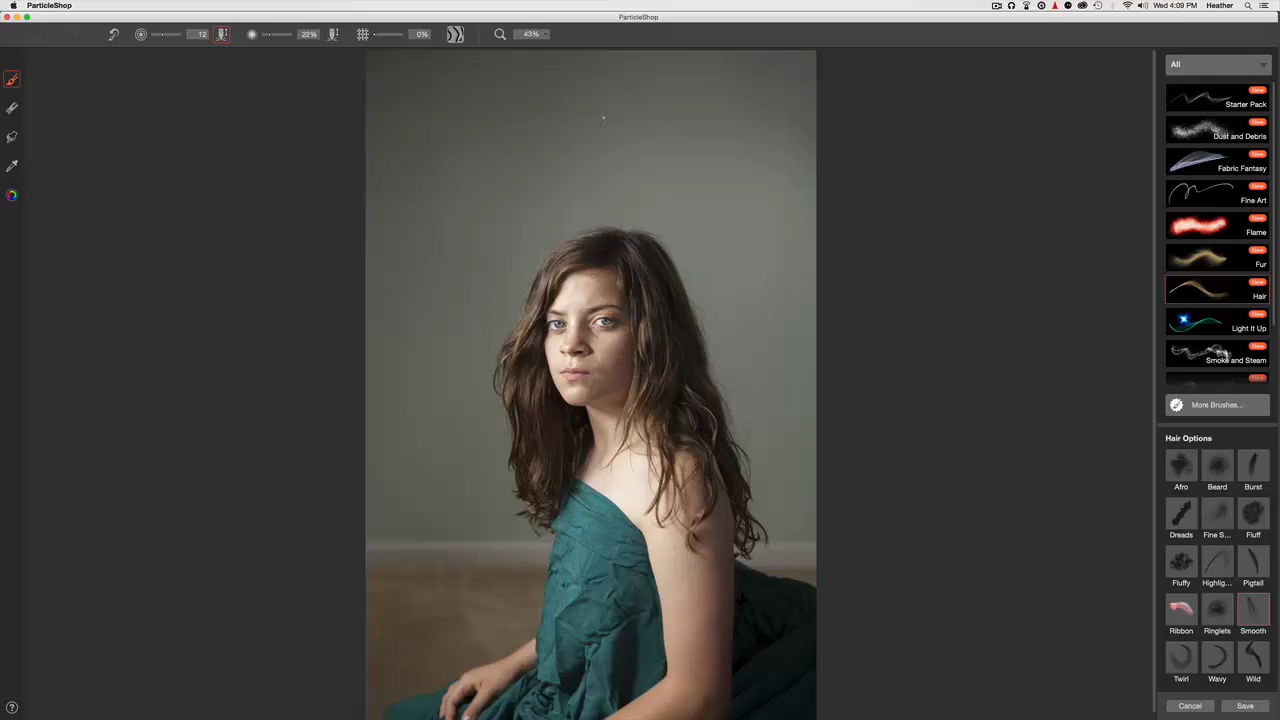 ParticleShop
Heather
Wed 4:09 PM
ParticleShop
12
22%
0%
43%
All
New
Starter Pack
New
Dust and Debris
New
Fabric Fantasy
New
Fine Art
New
Flame
New
Fur
New
Hair
New
Light It Up
New
Smoke and Steam
New
More Brushes...
Hair Options
Afro Beard Burst
Dreads Fine S... Fluff
Fluffy Highlig... Pigtail
Ribbon Ringlets Smooth
Twirl Wavy Wild
Cancel Save
?